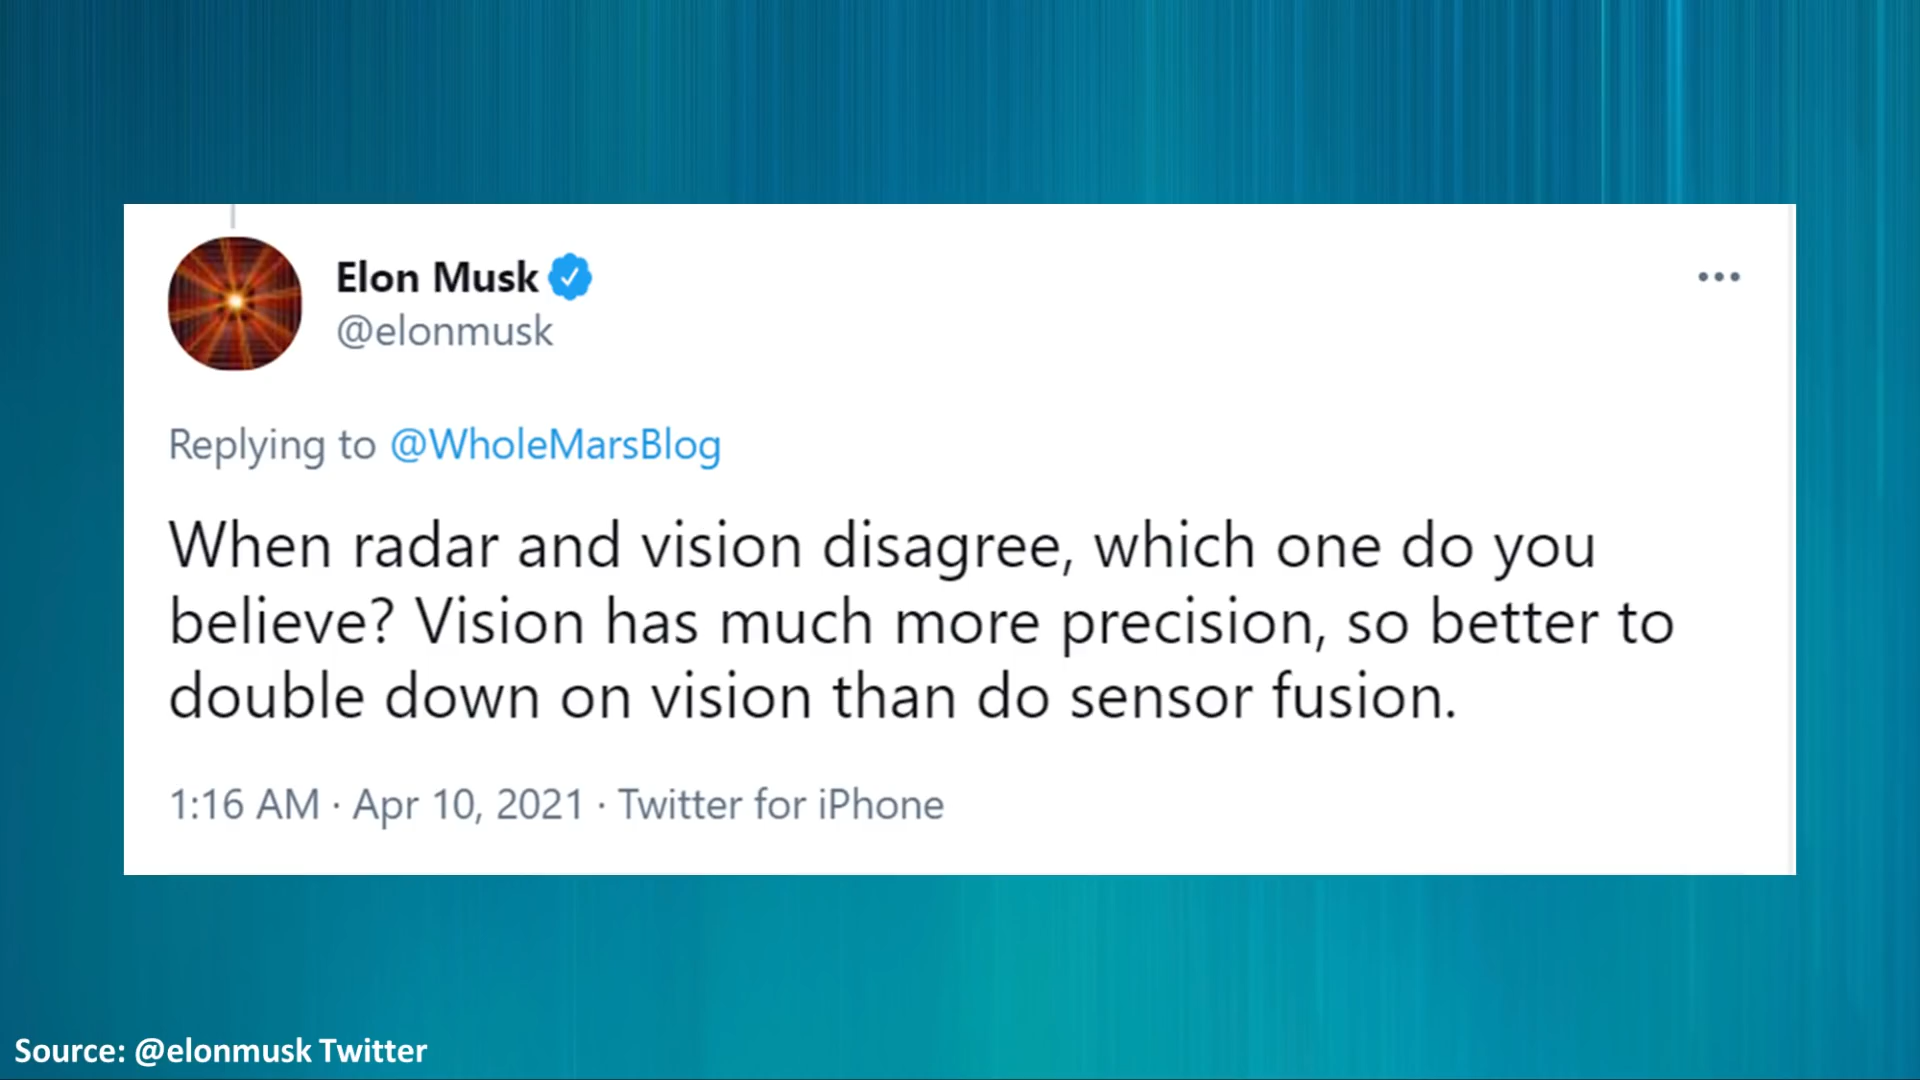 Elon Musk
@elonmusk
Replying to @WholeMarsBlog
When radar and vision disagree, which one do you
believe? Vision has much more precision, so better to
double down on vision than do sensor fusion.
1:16 AM · Apr 10, 2021 · Twitter for iPhone
Source: @elonmusk Twitter